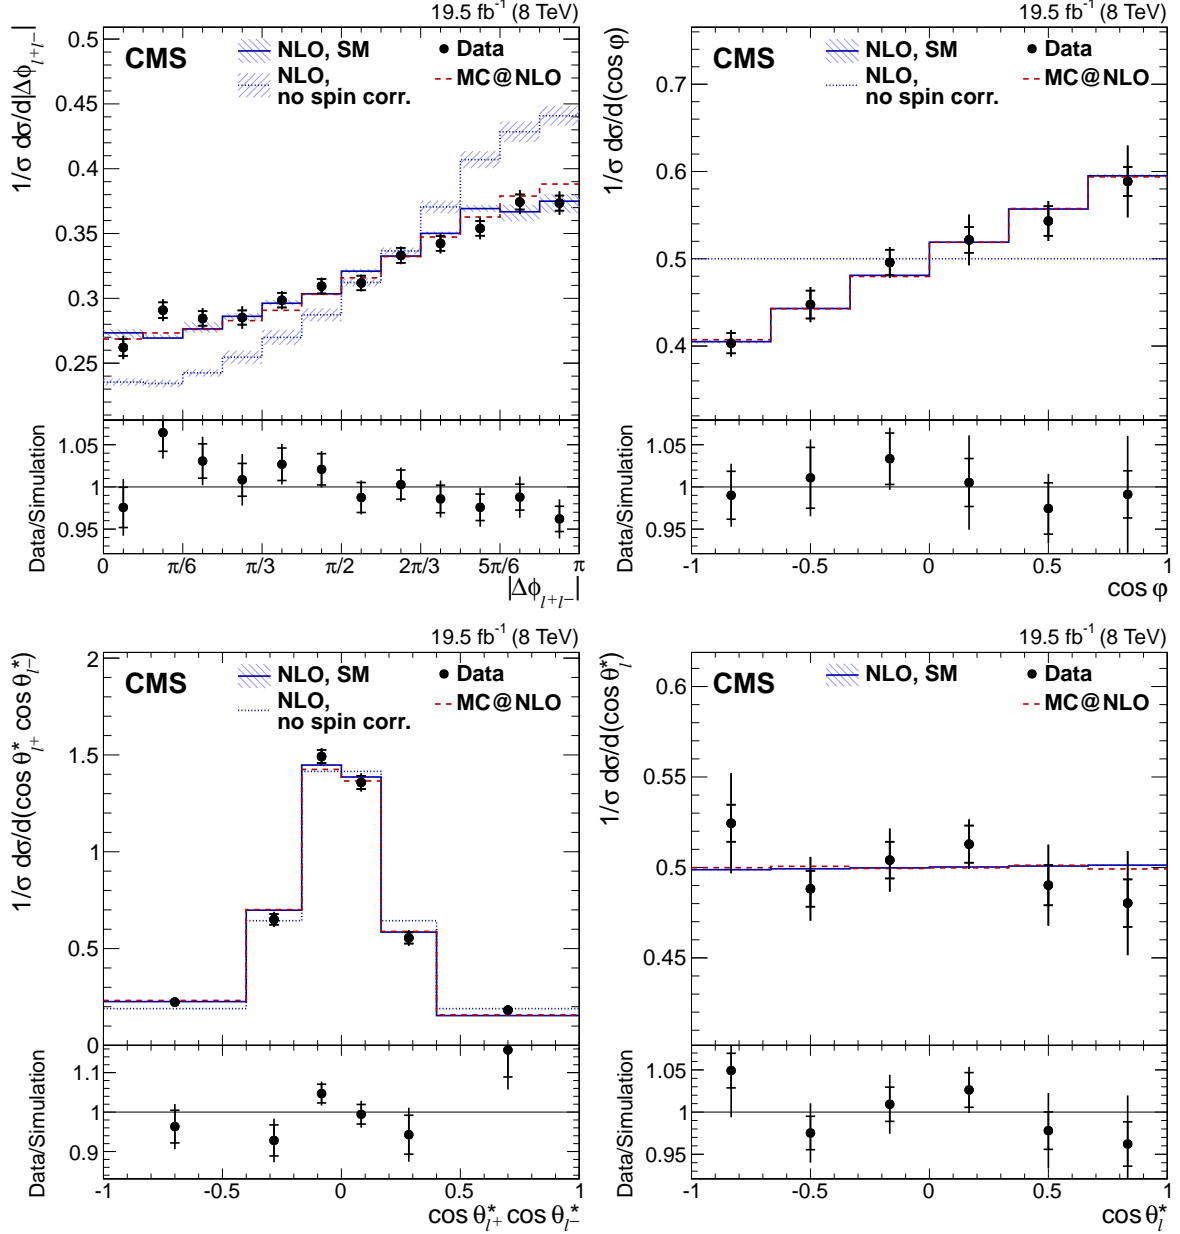 19.5 fb⁻¹ (8 TeV)
CMS
NLO, SM
NLO,
no spin corr.
Data
MC@NLO
1/σ dσ/d|Δϕ_{l+l−}|
0.5
0.45
0.4
0.35
0.3
0.25
Data/Simulation
1.05
1
0.95
0 π/6 π/3 π/2 2π/3 5π/6 π
|Δϕ_{l+l−}|
19.5 fb⁻¹ (8 TeV)
CMS
NLO, SM
NLO,
no spin corr.
Data
MC@NLO
1/σ dσ/d(cos φ)
0.7
0.6
0.5
0.4
Data/Simulation
1.05
1
0.95
-1 -0.5 0 0.5 1
cos φ
19.5 fb⁻¹ (8 TeV)
CMS
NLO, SM
NLO,
no spin corr.
Data
MC@NLO
1/σ dσ/d(cos θ*_{l+} cos θ*_{l−})
2
1.5
1
0.5
0
Data/Simulation
1.1
1
0.9
-1 -0.5 0 0.5 1
cos θ*_{l+} cos θ*_{l−}
19.5 fb⁻¹ (8 TeV)
CMS
NLO, SM
Data
MC@NLO
1/σ dσ/d(cos θ*_l)
0.6
0.55
0.5
0.45
Data/Simulation
1.05
1
0.95
-1 -0.5 0 0.5 1
cos θ*_l